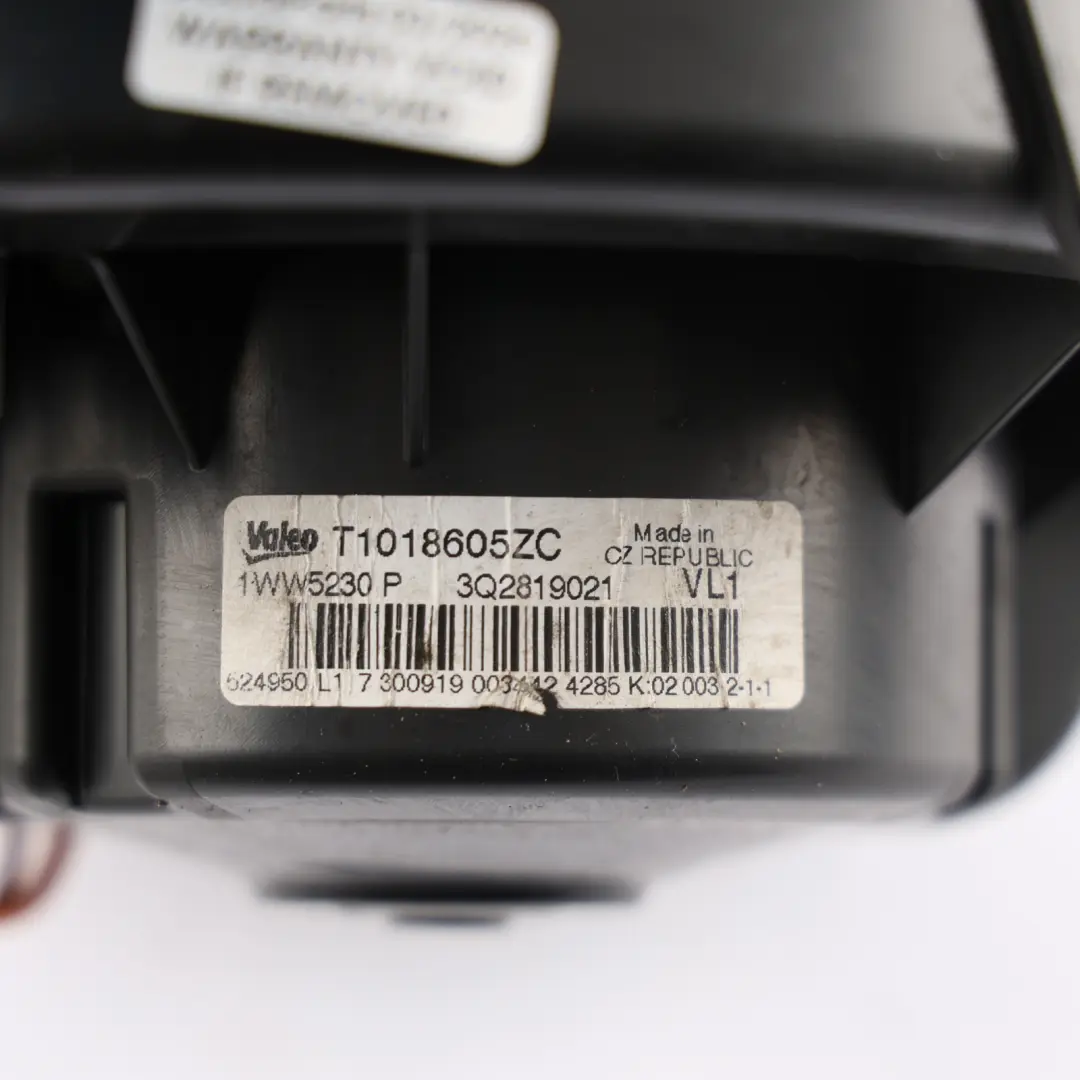 Valeo T1018605ZC Made in
CZ REPUBLIC
1WW5230 P 3Q2819021 VL1
624950 L1 7 300919 003442 4285 K:02 003 2-1-1